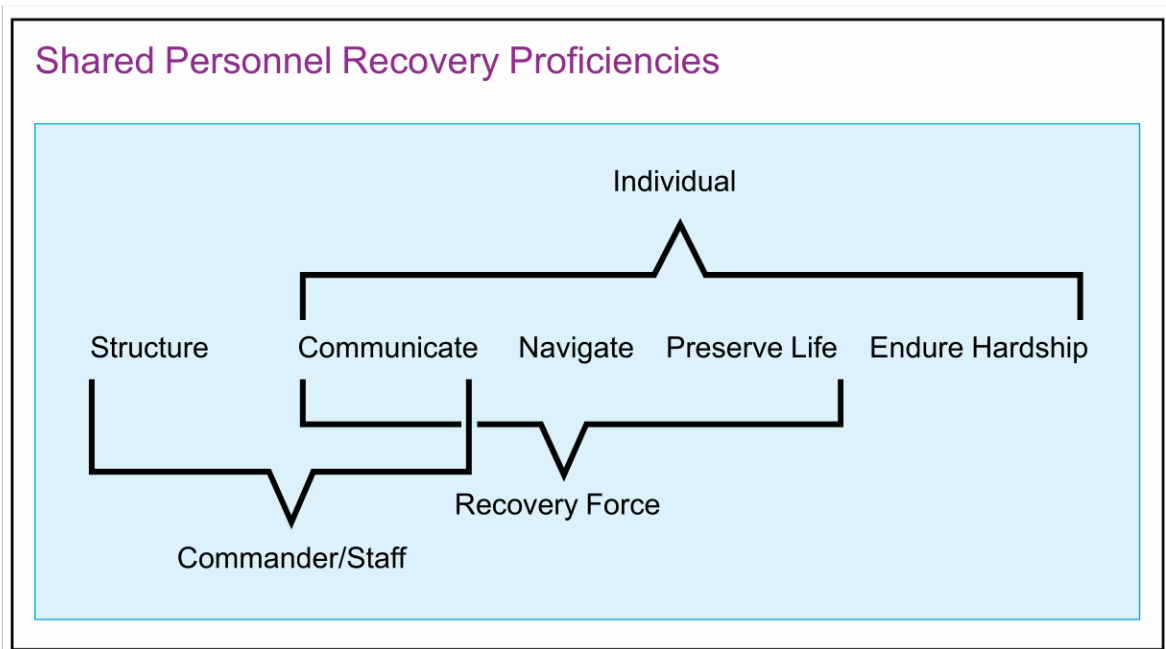 Shared Personnel Recovery Proficiencies
Individual
Structure Communicate Navigate Preserve Life Endure Hardship
Recovery Force
Commander/Staff